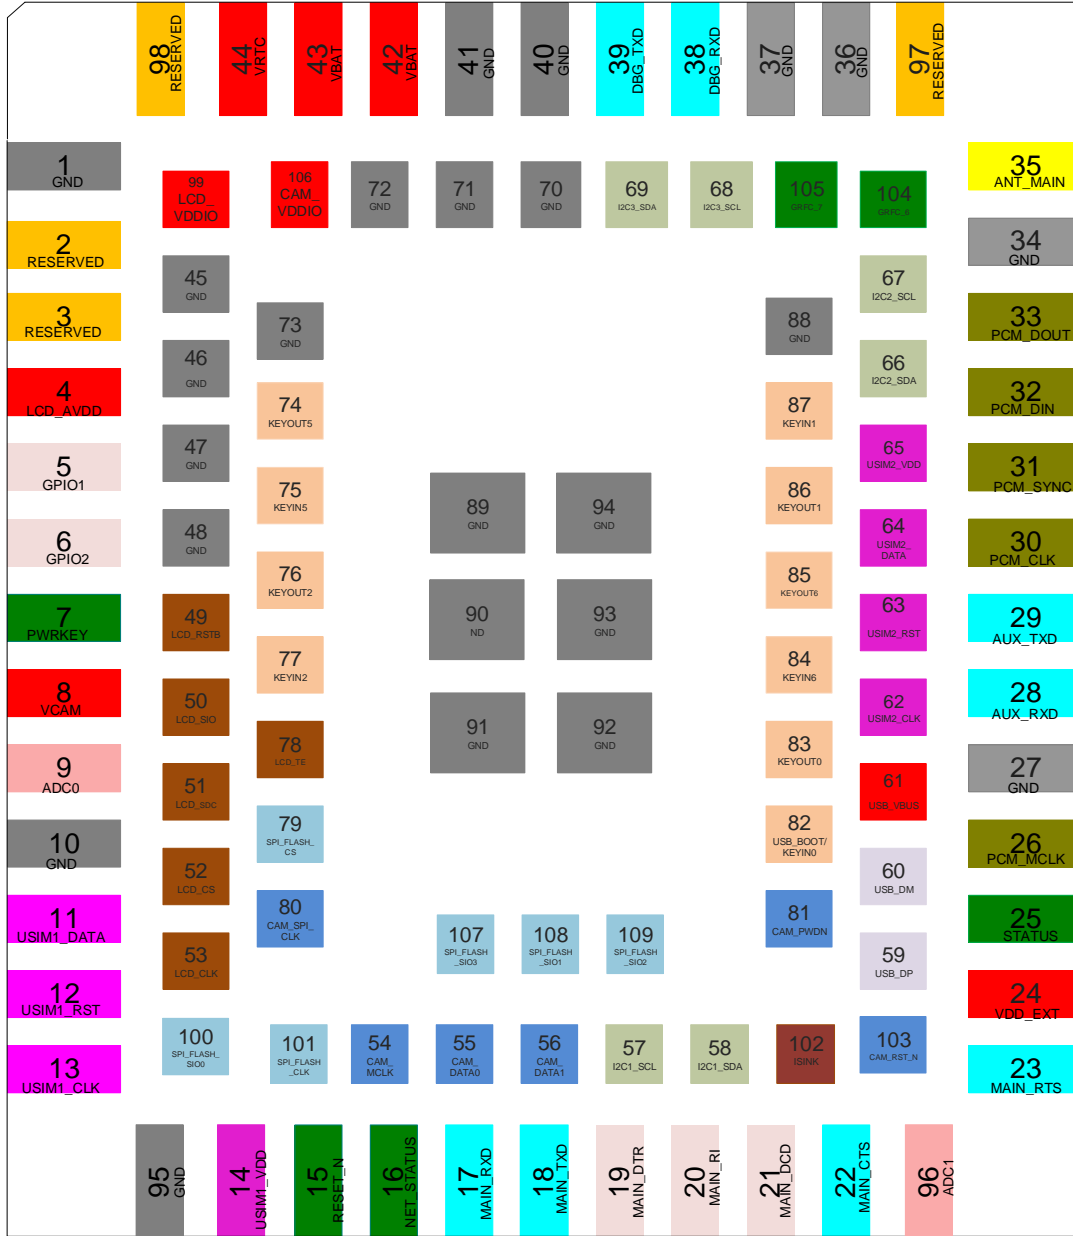 98
RESERVED
44
VRTC
43
VBAT
42
VBAT
41
GND
40
GND
39
DBG_TXD
38
DBG_RXD
37
GND
36
GND
97
RESERVED
1
GND
99
LCD_
VDDIO
106
CAM_
VDDIO
72
GND
71
GND
70
GND
69
I2C3_SDA
68
I2C3_SCL
105
GRFC_7
104
GRFC_6
35
ANT_MAIN
2
RESERVED
45
GND
67
I2C2_SCL
34
GND
3
RESERVED
73
GND
88
GND
33
PCM_DOUT
46
GND
66
I2C2_SDA
4
LCD_AVDD
74
KEYOUT5
87
KEYIN1
32
PCM_DIN
47
GND
65
USIM2_VDD
5
GPIO1
75
KEYIN5
89
GND
94
GND
86
KEYOUT1
31
PCM_SYNC
48
GND
64
USIM2_
DATA
6
GPIO2
76
KEYOUT2
85
KEYOUT6
30
PCM_CLK
7
PWRKEY
49
LCD_RSTB
90
ND
93
GND
63
USIM2_RST
29
AUX_TXD
77
KEYIN2
84
KEYIN6
8
VCAM
50
LCD_SIO
62
USIM2_CLK
28
AUX_RXD
91
GND
92
GND
78
LCD_TE
83
KEYOUT0
9
ADC0
51
LCD_SDC
61
USB_VBUS
27
GND
79
SPI_FLASH_
CS
82
USB_BOOT/
KEYIN0
10
GND
52
LCD_CS
60
USB_DM
26
PCM_MCLK
11
USIM1_DATA
80
CAM_SPI_
CLK
81
CAM_PWDN
25
STATUS
53
LCD_CLK
107
SPI_FLASH
_SIO3
108
SPI_FLASH
_SIO1
109
SPI_FLASH
_SIO2
59
USB_DP
12
USIM1_RST
24
VDD_EXT
100
SPI_FLASH_
SIO0
101
SPI_FLASH
_CLK
54
CAM_
MCLK
55
CAM_
DATA0
56
CAM_
DATA1
57
I2C1_SCL
58
I2C1_SDA
102
ISINK
103
CAM_RST_N
13
USIM1_CLK
23
MAIN_RTS
95
GND
14
USIM1_VDD
15
RESET_N
16
NET_STATUS
17
MAIN_RXD
18
MAIN_TXD
19
MAIN_DTR
20
MAIN_RI
21
MAIN_DCD
22
MAIN_CTS
96
ADC1